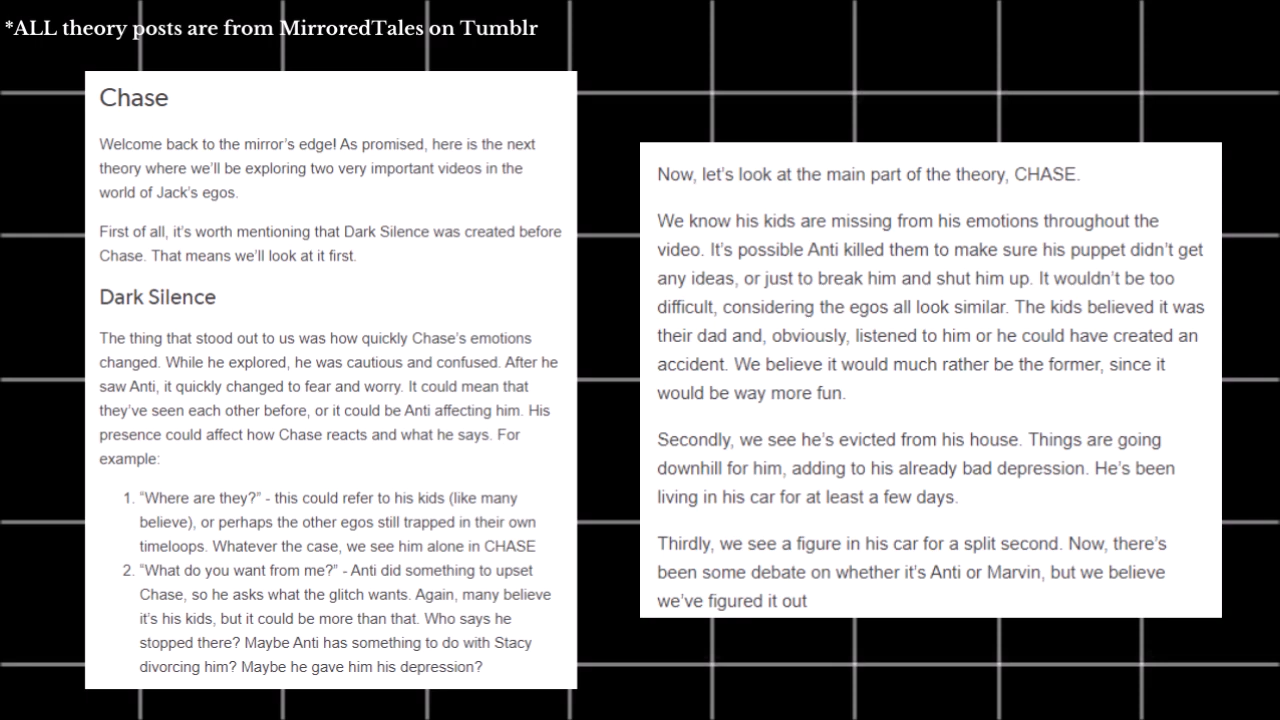 *ALL theory posts are from MirroredTales on Tumblr
Chase
Welcome back to the mirror's edge! As promised, here is the next
theory where we'll be exploring two very important videos in the
world of Jack's egos.
First of all, it's worth mentioning that Dark Silence was created before
Chase. That means we'll look at it first.
Dark Silence
The thing that stood out to us was how quickly Chase's emotions
changed. While he explored, he was cautious and confused. After he
saw Anti, it quickly changed to fear and worry. It could mean that
they've seen each other before, or it could be Anti affecting him. His
presence could affect how Chase reacts and what he says. For
example:
1. “Where are they?” - this could refer to his kids (like many
believe), or perhaps the other egos still trapped in their own
timeloops. Whatever the case, we see him alone in CHASE
2. “What do you want from me?” - Anti did something to upset
Chase, so he asks what the glitch wants. Again, many believe
it's his kids, but it could be more than that. Who says he
stopped there? Maybe Anti has something to do with Stacy
divorcing him? Maybe he gave him his depression?
Now, let's look at the main part of the theory, CHASE.
We know his kids are missing from his emotions throughout the
video. It's possible Anti killed them to make sure his puppet didn't get
any ideas, or just to break him and shut him up. It wouldn't be too
difficult, considering the egos all look similar. The kids believed it was
their dad and, obviously, listened to him or he could have created an
accident. We believe it would much rather be the former, since it
would be way more fun.
Secondly, we see he's evicted from his house. Things are going
downhill for him, adding to his already bad depression. He's been
living in his car for at least a few days.
Thirdly, we see a figure in his car for a split second. Now, there's
been some debate on whether it's Anti or Marvin, but we believe
we've figured it out